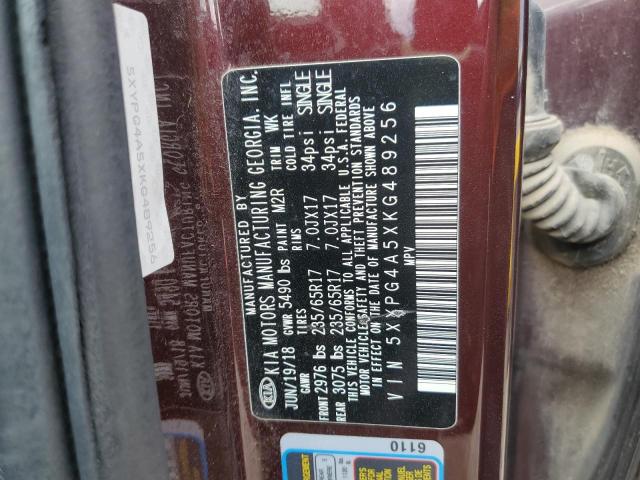 KIA
MANUFACTURED BY
KIA MOTORS MANUFACTURING GEORGIA, INC.
JUN/19/18 GVWR 5490 lbs PAINT M2R TRIM WK
GAWR TIRES RIMS COLD TIRE INFL
FRONT 2976 lbs 235/65R17 7.0JX17 34psi SINGLE
REAR 3075 lbs 235/65R17 7.0JX17 34psi SINGLE
THIS VEHICLE CONFORMS TO ALL APPLICABLE U.S.A. FEDERAL
MOTOR VEHICLE SAFETY AND THEFT PREVENTION STANDARDS
IN EFFECT ON THE DATE OF MANUFACTURE SHOWN ABOVE
VIN 5XYPG4A5XKG489256
MPV
5XYPG4A5XKG489256
6110